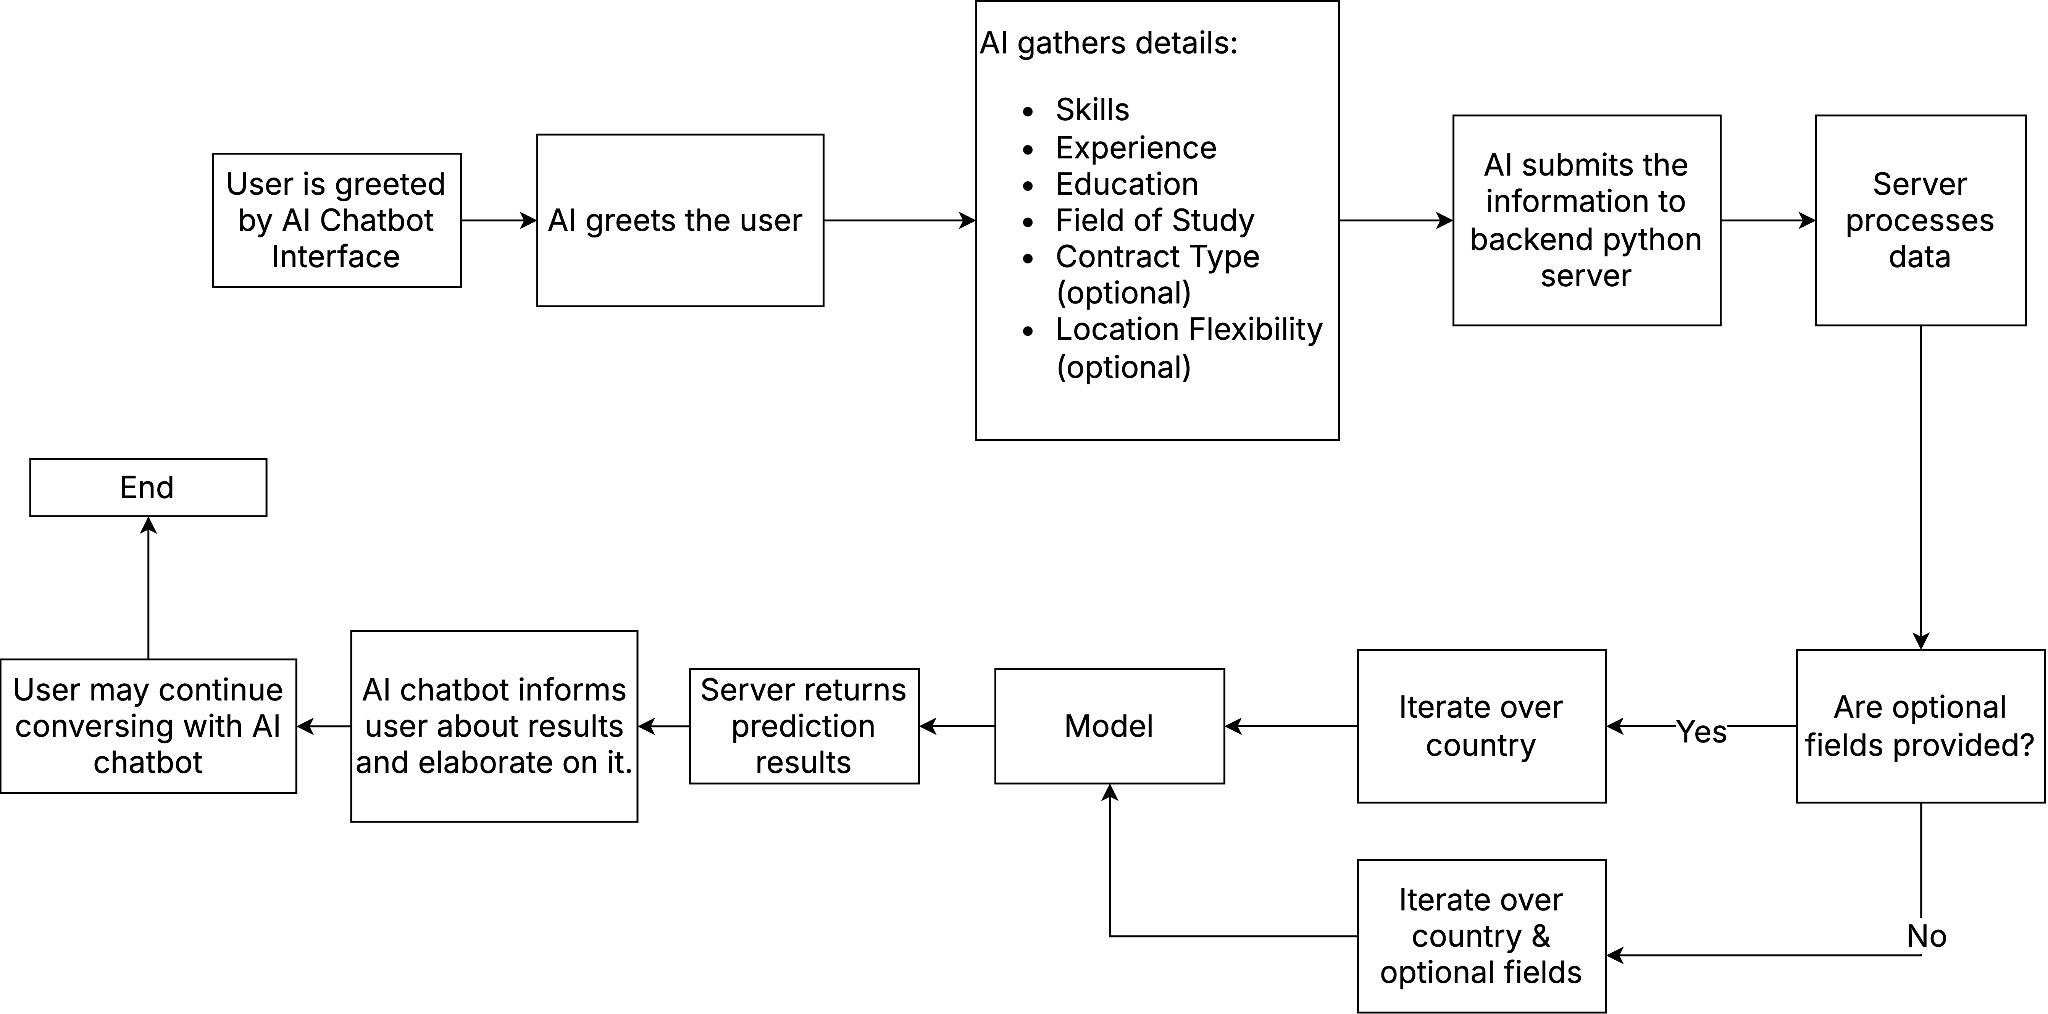 User is greeted
by AI Chatbot
Interface
AI greets the user
AI gathers details:
• Skills
• Experience
• Education
• Field of Study
• Contract Type
(optional)
• Location Flexibility
(optional)
AI submits the
information to
backend python
server
Server
processes
data
Are optional
fields provided?
Yes
No
Iterate over
country
Iterate over
country &
optional fields
Model
Server returns
prediction
results
AI chatbot informs
user about results
and elaborate on it.
User may continue
conversing with AI
chatbot
End